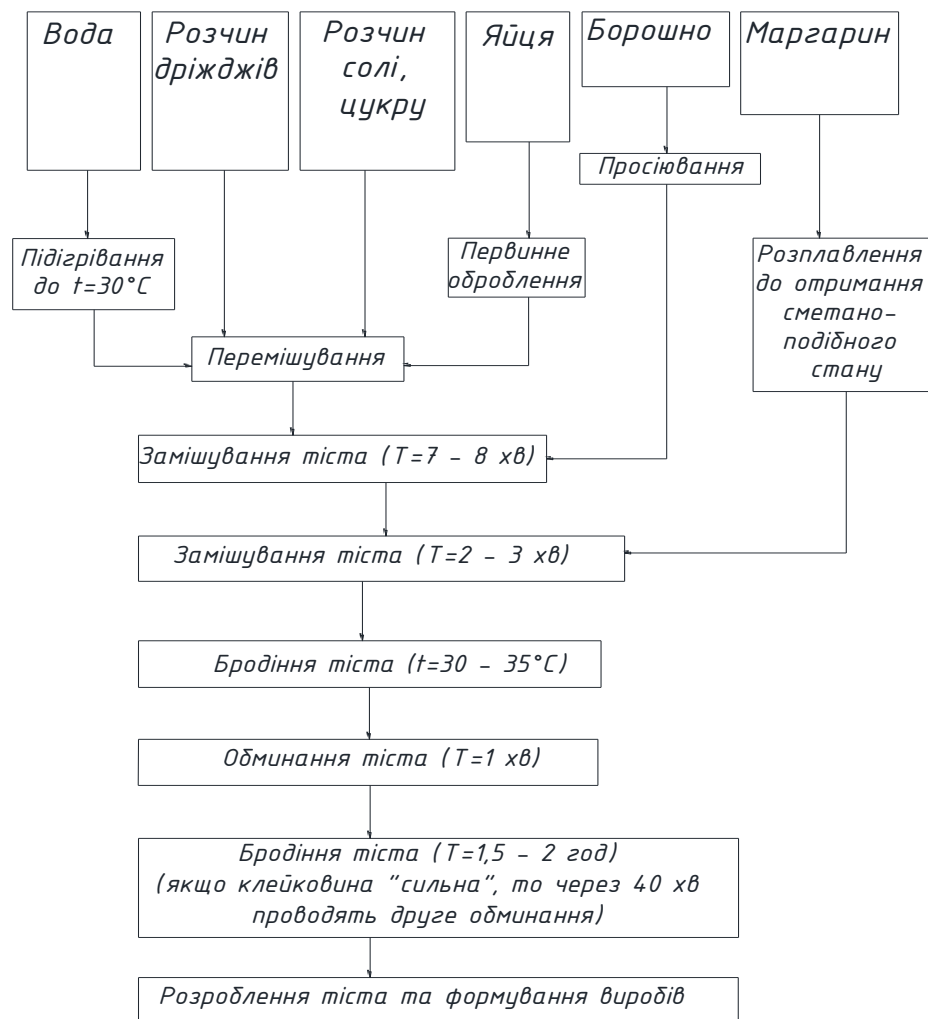 Вода
Розчин
дріжджів
Розчин
солі,
цукру
Яйця
Борошно
Маргарин
Просіювання
Підігрівання
до t=30°C
Первинне
оброблення
Розплавлення
до отримання
сметано-
подібного
стану
Перемішування
Замішування тіста (T=7 - 8 хв)
Замішування тіста (T=2 - 3 хв)
Бродіння тіста (t=30 - 35°C)
Обминання тіста (T=1 хв)
Бродіння тіста (T=1,5 - 2 год)
(якщо клейковина "сильна", то через 40 хв
проводять друге обминання)
Розроблення тіста та формування виробів